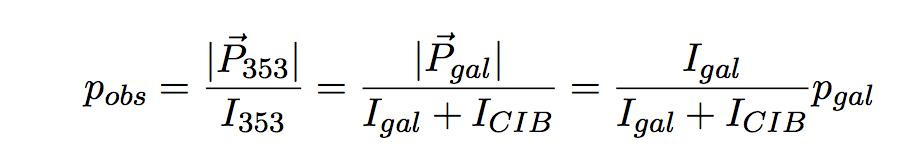 $p_{obs} = \frac{|\vec{P}_{353}|}{I_{353}} = \frac{|\vec{P}_{gal}|}{I_{gal} + I_{CIB}} = \frac{I_{gal}}{I_{gal} + I_{CIB}} p_{gal}$